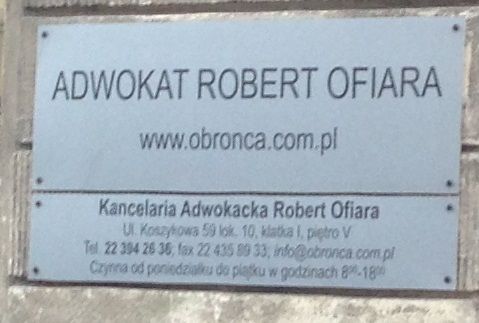 ADWOKAT ROBERT OFIARA
www.obronca.com.pl
Kancelaria Adwokacka Robert Ofiara
Ul. Koszykowa 59 lok. 10, klatka I, piętro V
Tel. 22 394 26 36; fax 22 435 89 33; info@obronca.com.pl
Czynna od poniedziałku do piątku w godzinach 8⁰⁰-18⁰⁰